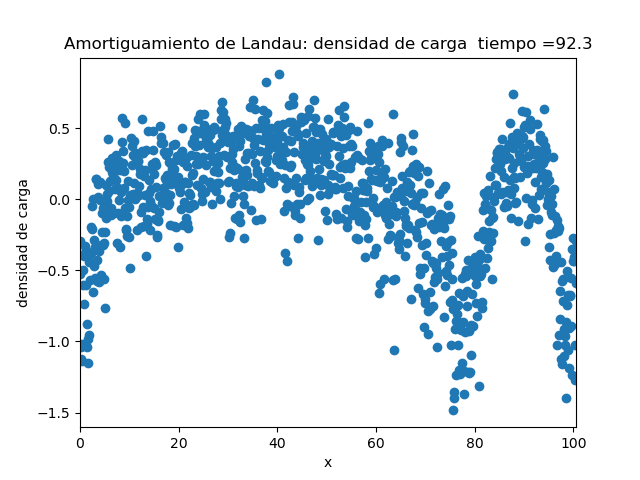 Amortiguamiento de Landau: densidad de carga  tiempo =92.3
densidad de carga
0.5
0.0
−0.5
−1.0
−1.5
0 20 40 60 80 100
x